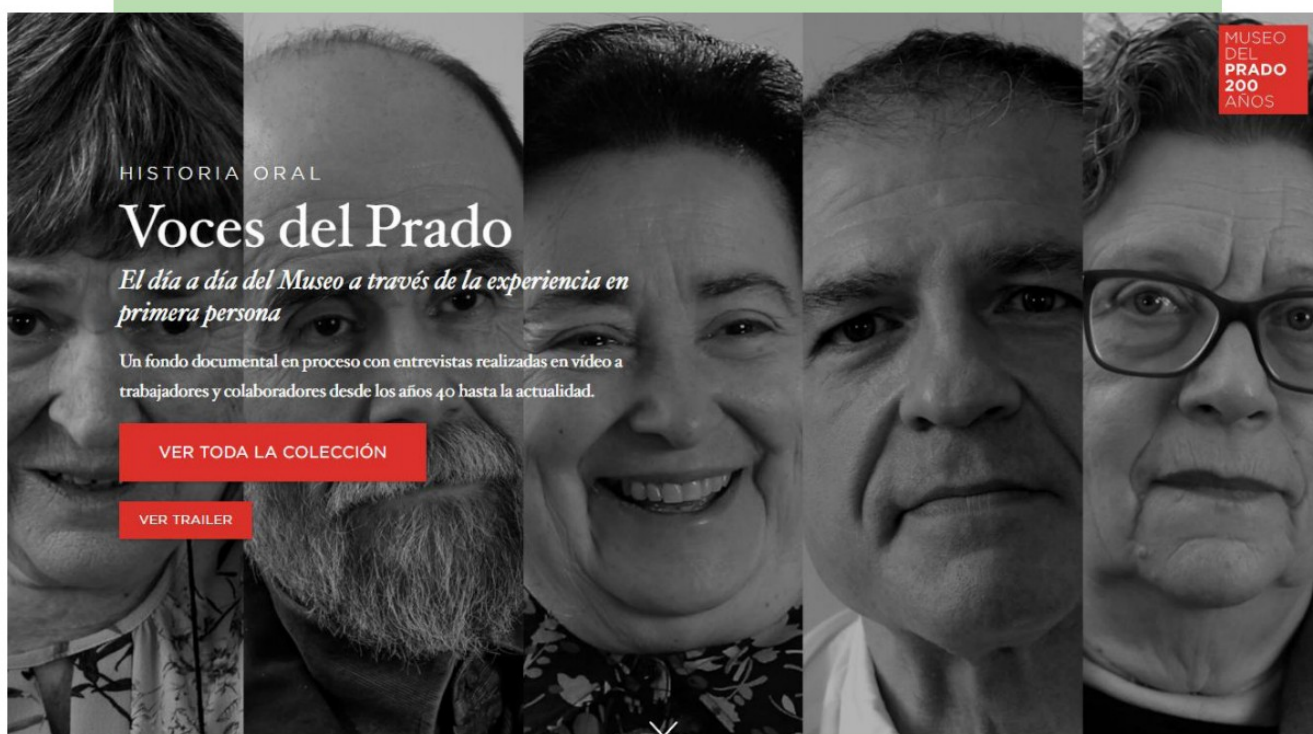 MUSEO
DEL
PRADO
200
AÑOS
HISTORIA ORAL
Voces del Prado
El día a día del Museo a través de la experiencia en
primera persona
Un fondo documental en proceso con entrevistas realizadas en vídeo a
trabajadores y colaboradores desde los años 40 hasta la actualidad.
VER TODA LA COLECCIÓN
VER TRAILER